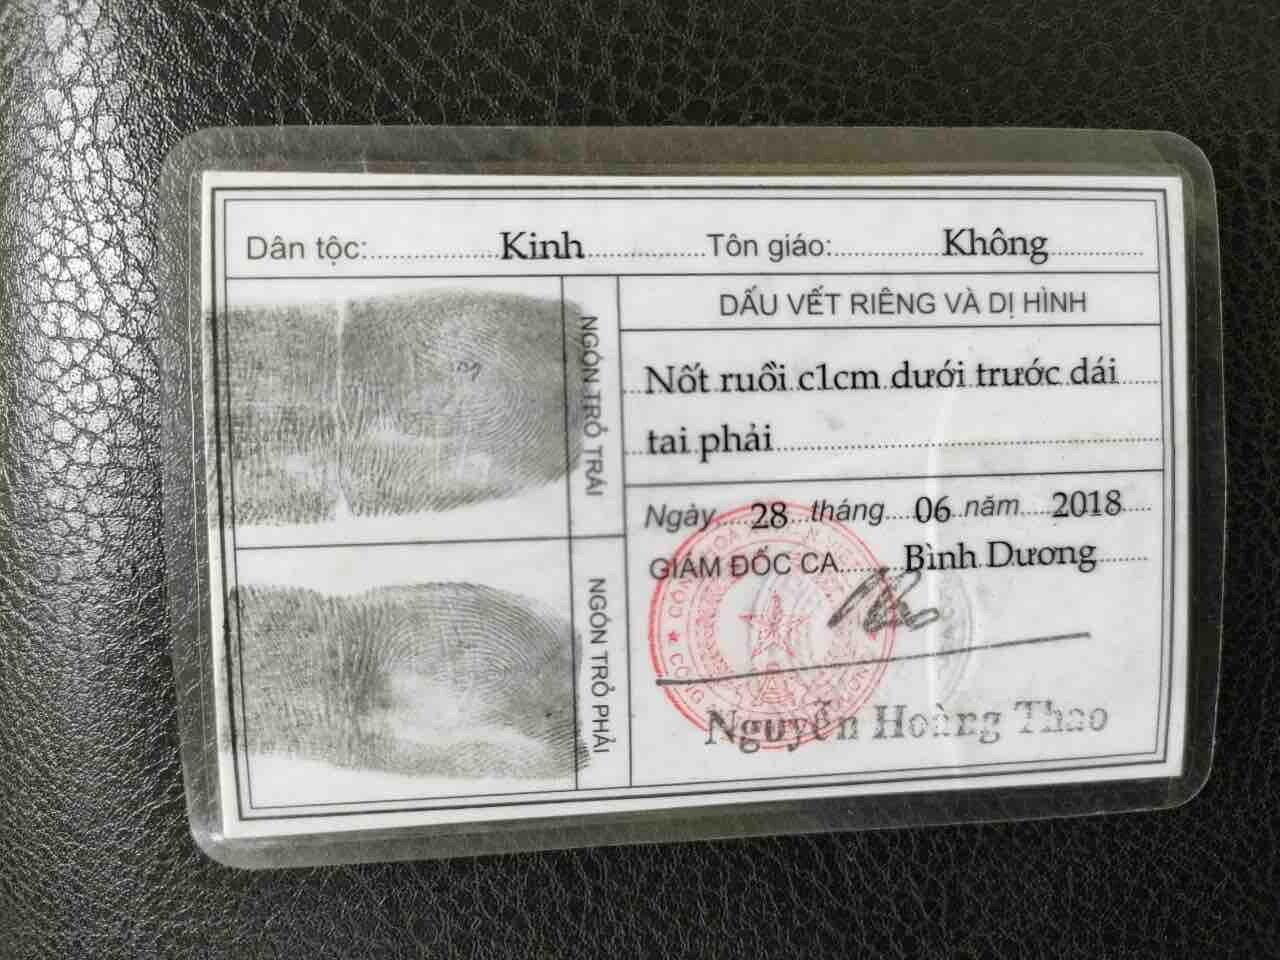 Dân tộc: Kinh Tôn giáo: Không
NGÓN TRỎ TRÁI
NGÓN TRỎ PHẢI
DẤU VẾT RIÊNG VÀ DỊ HÌNH
Nốt ruồi c1cm dưới trước dái
tai phải
Ngày 28 tháng 06 năm 2018
GIÁM ĐỐC CA Bình Dương
Nguyễn Hoàng Thao